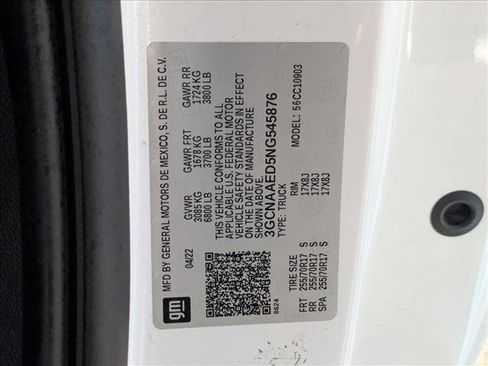 MFD BY GENERAL MOTORS DE MEXICO, S. DE R.L. DE C.V.
04/22 GVWR GAWR FRT GAWR RR
3085 KG 1678 KG 1724 KG
6800 LB 3700 LB 3800 LB
THIS VEHICLE CONFORMS TO ALL
APPLICABLE U.S. FEDERAL MOTOR
VEHICLE SAFETY STANDARDS IN EFFECT
ON THE DATE OF MANUFACTURE
SHOWN ABOVE.
3GCNAAED5NG545876
TYPE: TRUCK MODEL: 56CC10903
8624
TIRE SIZE RIM
FRT 255/70R17 S 17X8J
RR 255/70R17 S 17X8J
SPA 255/70R17 S 17X8J
gm